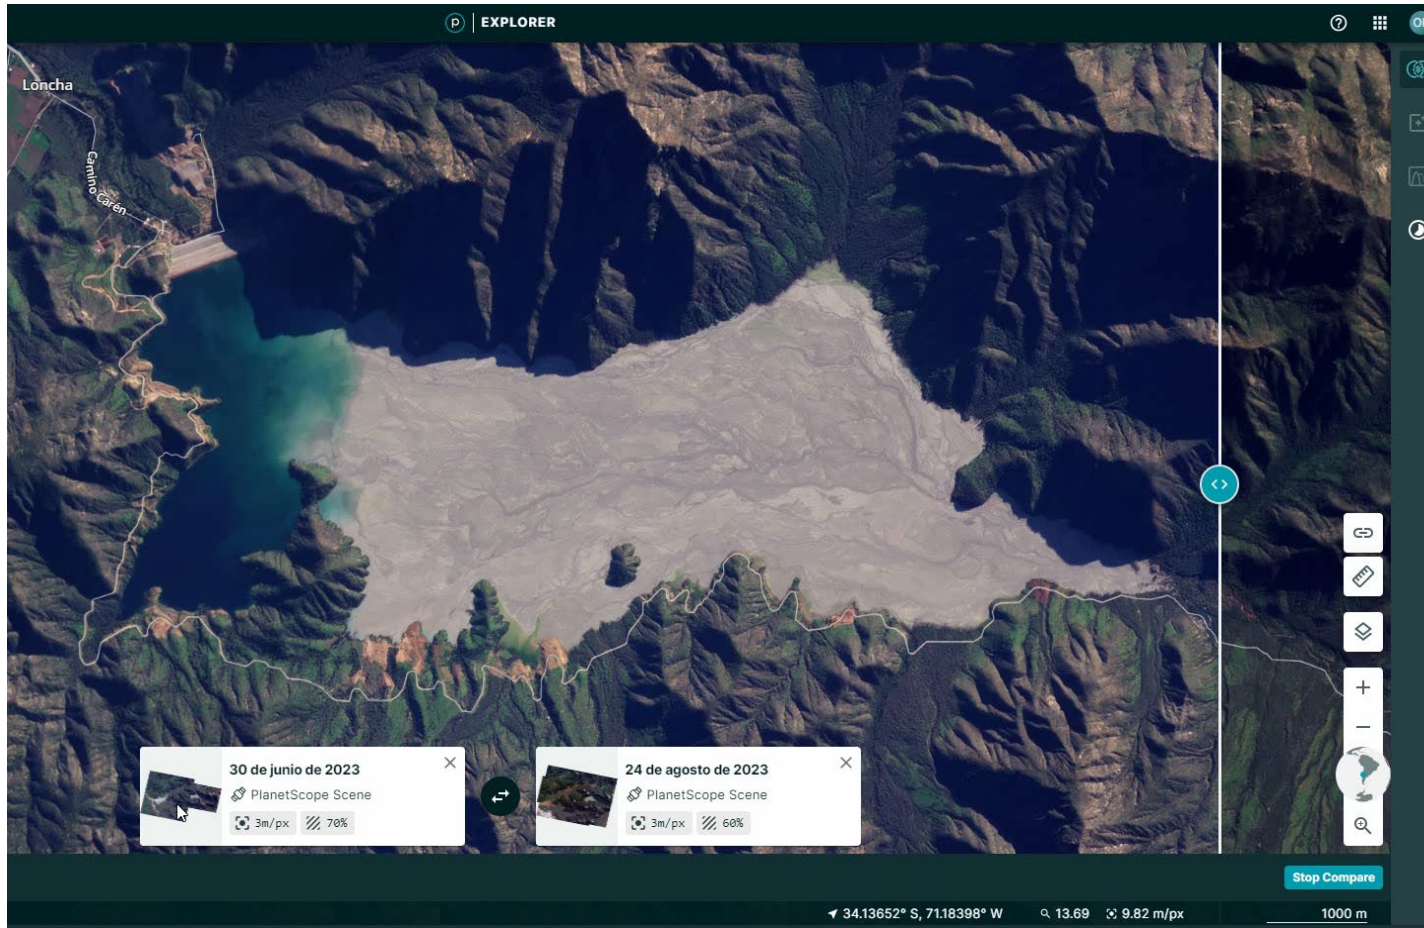 p | EXPLORER
Loncha
Camino Carén
30 de junio de 2023
PlanetScope Scene
3m/px 70%
24 de agosto de 2023
PlanetScope Scene
3m/px 60%
Stop Compare
34.13652° S, 71.18398° W 13.69 9.82 m/px 1000 m